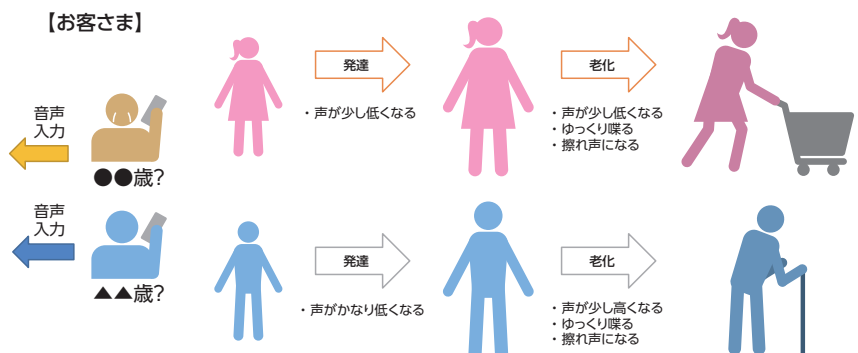 【お客さま】
音声
入力
●●歳?
発達
・声が少し低くなる
老化
・声が少し低くなる
・ゆっくり喋る
・擦れ声になる
音声
入力
▲▲歳?
発達
・声がかなり低くなる
老化
・声が少し高くなる
・ゆっくり喋る
・擦れ声になる